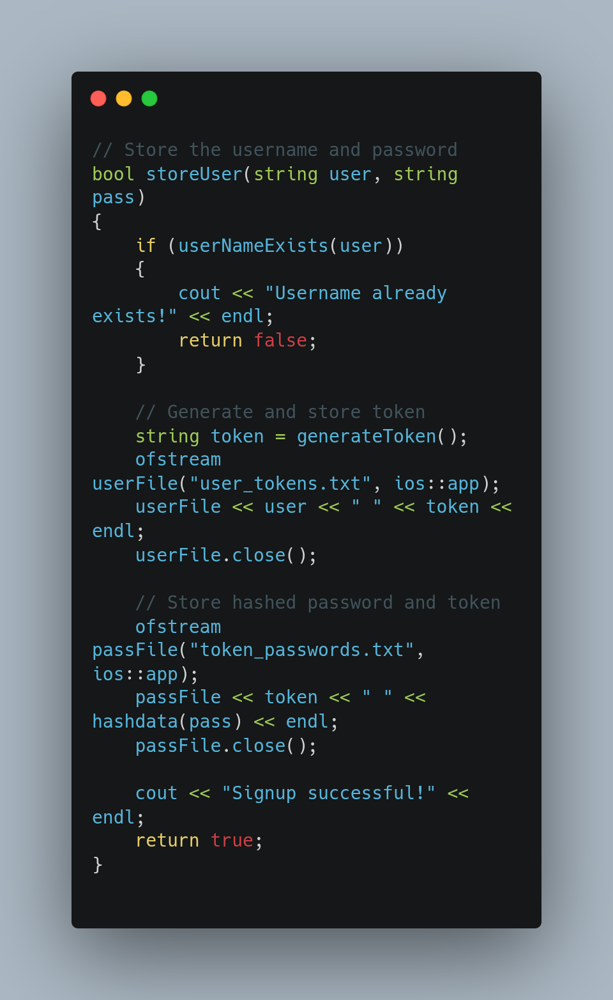 // Store the username and password
bool storeUser(string user, string
pass)
{
    if (userNameExists(user))
    {
        cout << "Username already
exists!" << endl;
        return false;
    }

    // Generate and store token
    string token = generateToken();
    ofstream
userFile("user_tokens.txt", ios::app);
    userFile << user << " " << token <<
endl;
    userFile.close();

    // Store hashed password and token
    ofstream
passFile("token_passwords.txt",
ios::app);
    passFile << token << " " <<
hashdata(pass) << endl;
    passFile.close();

    cout << "Signup successful!" <<
endl;
    return true;
}